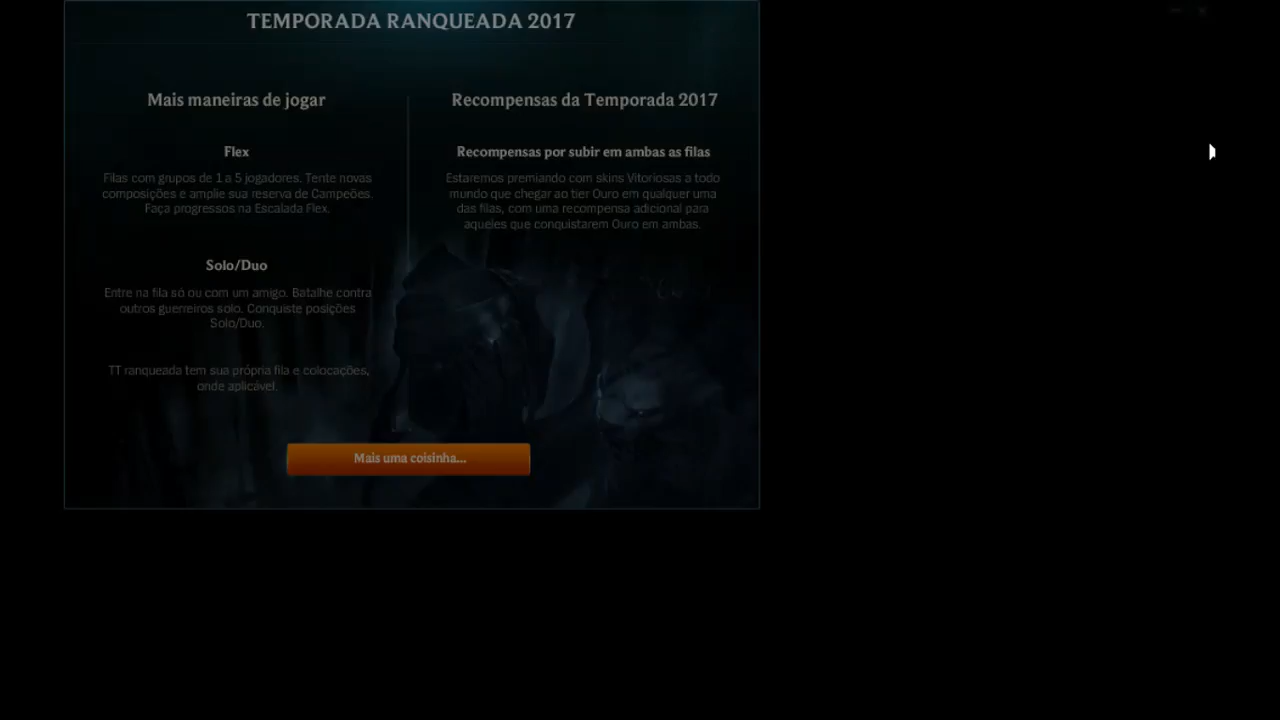 TEMPORADA RANQUEADA 2017
Mais maneiras de jogar
Flex
Filas com grupos de 1 a 5 jogadores. Tente novas
composições e amplie sua reserva de Campeões.
Faça progressos na Escalada Flex.
Solo/Duo
Entre na fila só ou com um amigo. Batalhe contra
outros guerreiros solo. Conquiste posições
Solo/Duo.
TT ranqueada tem sua própria fila e colocações,
onde aplicável.
Recompensas da Temporada 2017
Recompensas por subir em ambas as filas
Estaremos premiando com skins Vitoriosas a todo
mundo que chegar ao tier Ouro em qualquer uma
das filas, com uma recompensa adicional para
aqueles que conquistarem Ouro em ambas.
Mais uma coisinha...